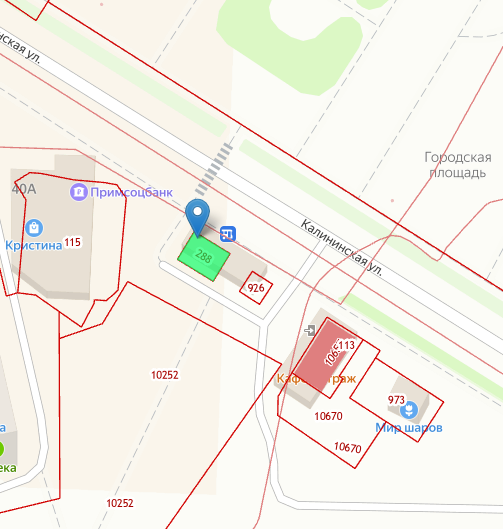 нская ул.
Городская
площадь
40А
Примсоцбанк
Кристина
115
Калининская ул.
288
926
113
10252
973
10670
Мир шаров
10670
10252